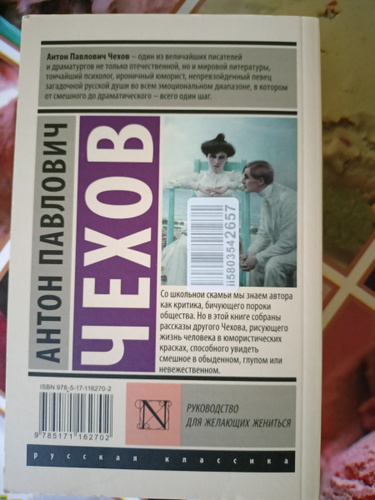 Антон Павлович Чехов – один из величайших писателей
и драматургов не только отечественной, но и мировой литературы,
тончайший психолог, ироничный юморист, непревзойденный певец
загадочной русской души во всем эмоциональном диапазоне, в котором
от смешного до драматического – всего один шаг.
АНТОН ПАВЛОВИЧ
ЧЕХОВ
ii5803542657
Со школьной скамьи мы знаем автора
как критика, бичующего пороки
общества. Но в этой книге собраны
рассказы другого Чехова, рисующего
жизнь человека в юмористических
красках, способного увидеть
смешное в обыденном, глупом или
невежественном.
ISBN 978-5-17-116270-2
9 785171 162702
N
РУКОВОДСТВО
ДЛЯ ЖЕЛАЮЩИХ ЖЕНИТЬСЯ
русская классика